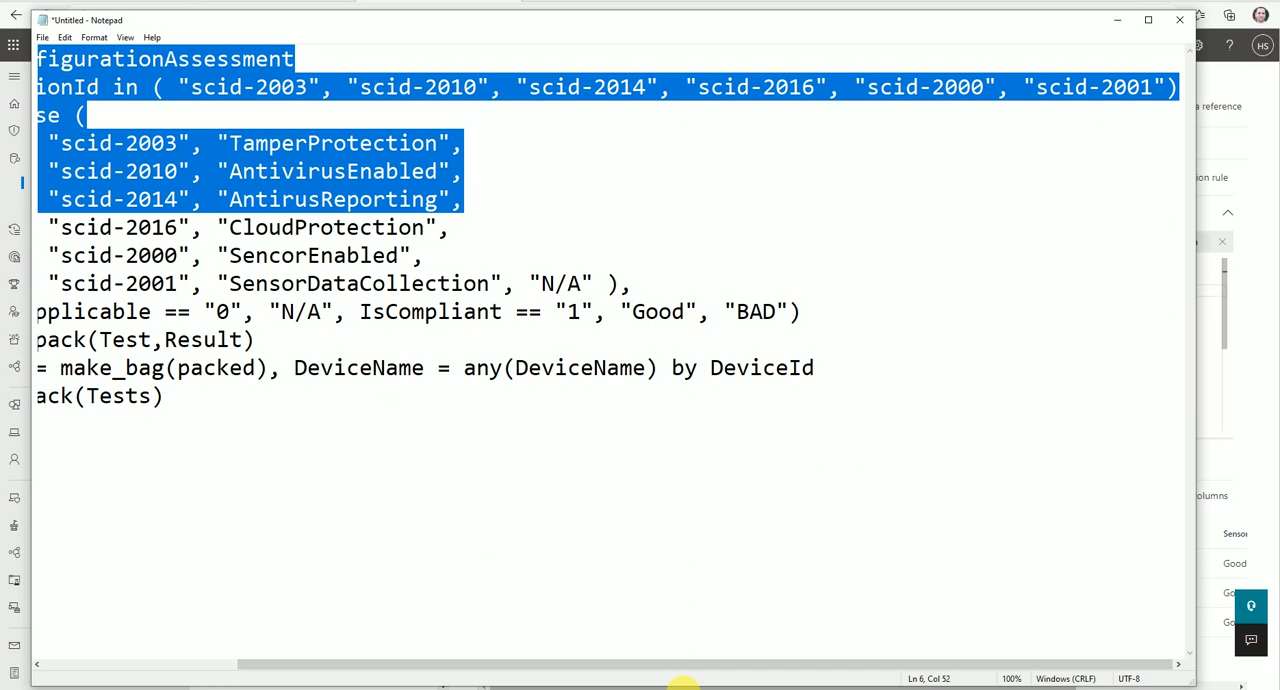 *Untitled - Notepad
File Edit Format View Help
HS
figurationAssessment
ionId in ( "scid-2003", "scid-2010", "scid-2014", "scid-2016", "scid-2000", "scid-2001")
se (
"scid-2003", "TamperProtection",
"scid-2010", "AntivirusEnabled",
"scid-2014", "AntirusReporting",
"scid-2016", "CloudProtection",
"scid-2000", "SencorEnabled",
"scid-2001", "SensorDataCollection", "N/A" ),
pplicable == "0", "N/A", IsCompliant == "1", "Good", "BAD")
pack(Test,Result)
= make_bag(packed), DeviceName = any(DeviceName) by DeviceId
ack(Tests)
a reference
ion rule
olumns
Sensor
Good
Go
Go
Ln 6, Col 52
100%
Windows (CRLF)
UTF-8